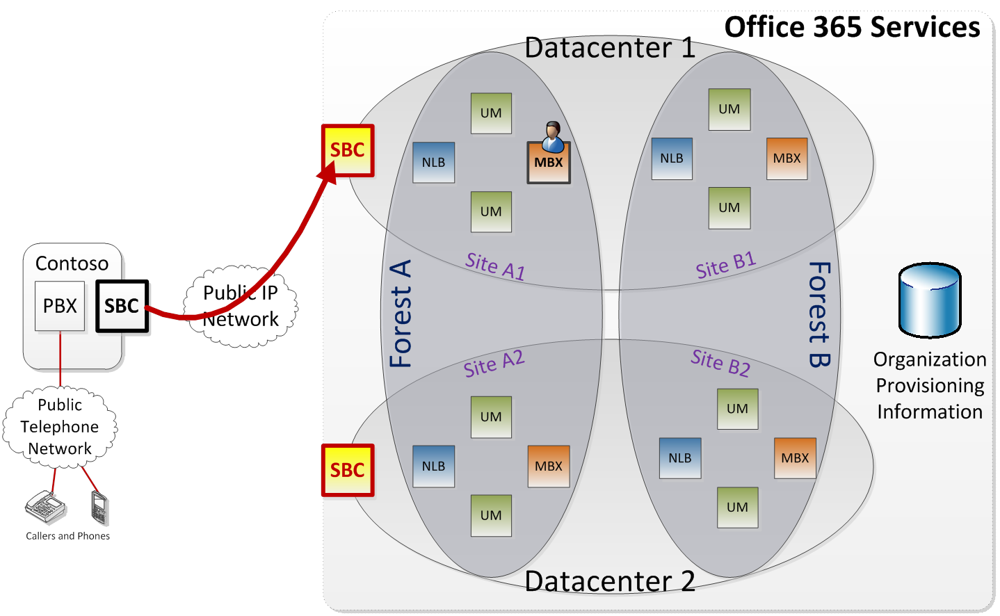 Office 365 Services
Datacenter 1
UM
UM
SBC
NLB
MBX
NLB
MBX
UM
UM
Site A1
Site B1
Contoso
PBX
SBC
Public IP
Network
Forest A
Forest B
Site A2
Site B2
Organization
Provisioning
Information
Public
Telephone
Network
UM
UM
SBC
NLB
MBX
NLB
MBX
UM
UM
Callers and Phones
Datacenter 2